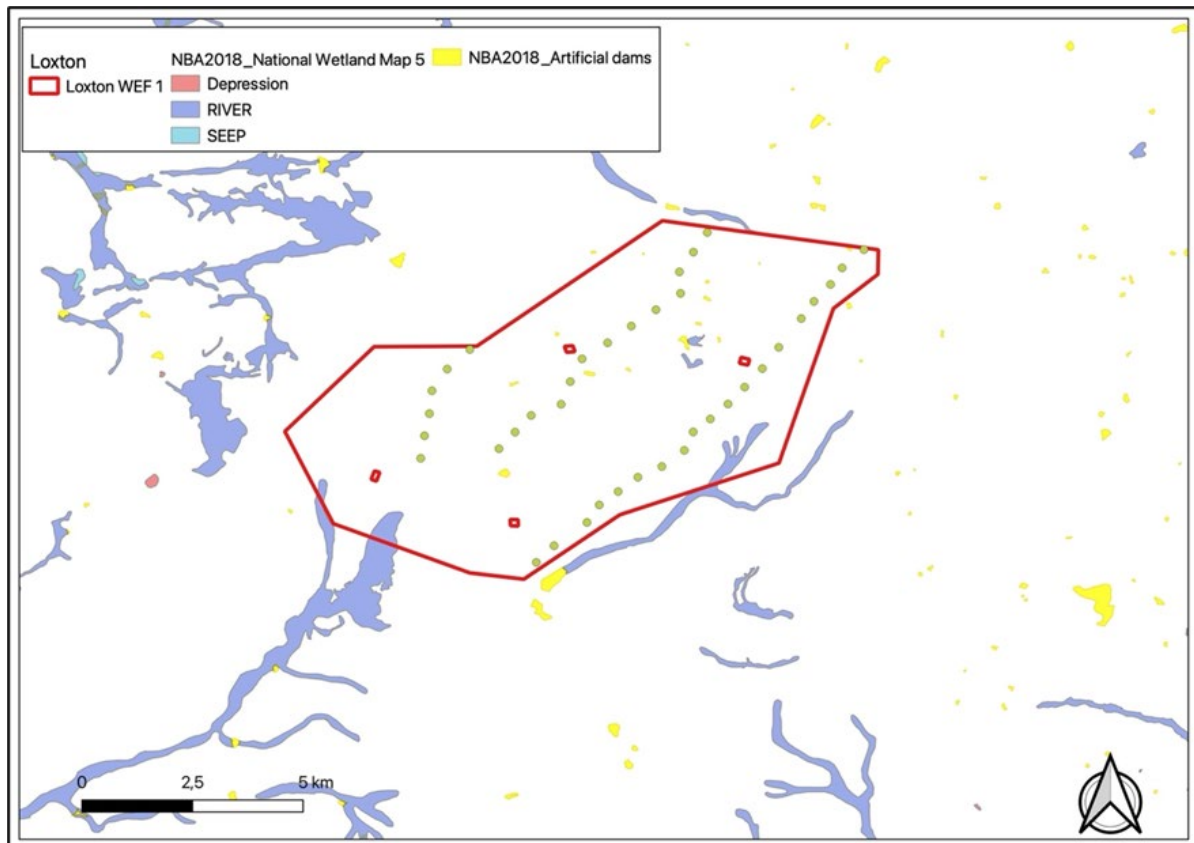 Loxton
Loxton WEF 1
NBA2018_National Wetland Map 5
Depression
RIVER
SEEP
NBA2018_Artificial dams
0 2,5 5 km